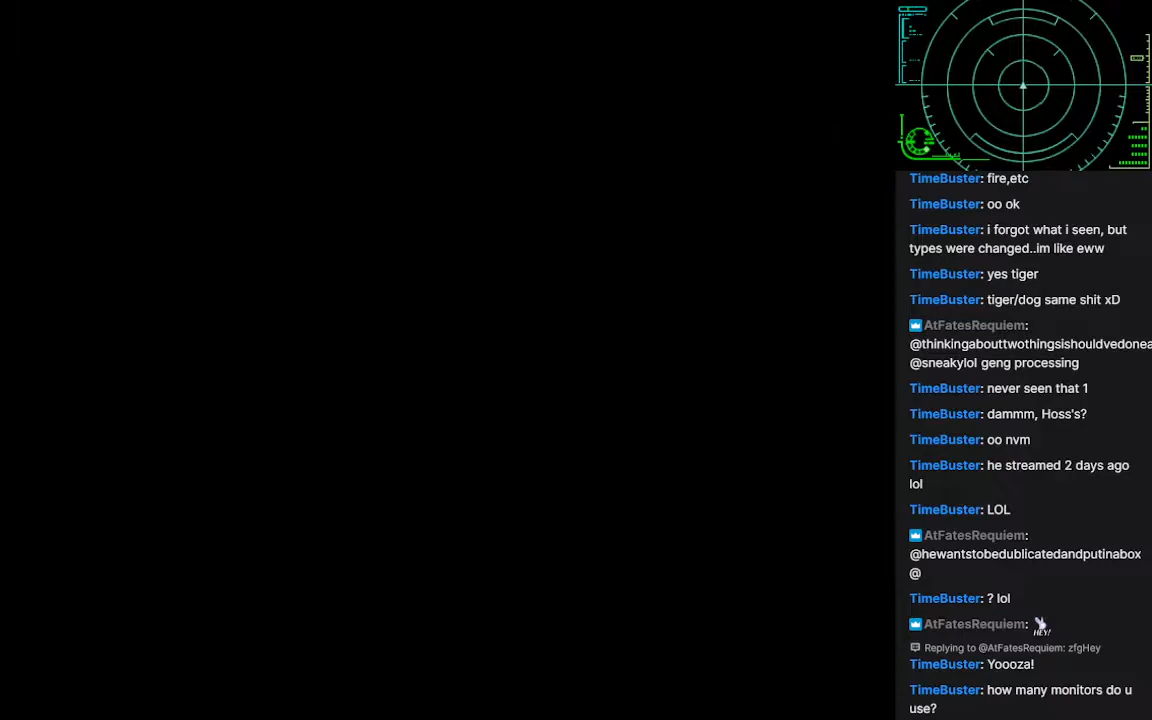 TimeBuster: fire,etc
TimeBuster: oo ok
TimeBuster: i forgot what i seen, but
types were changed..im like eww
TimeBuster: yes tiger
TimeBuster: tiger/dog same shit xD
AtFatesRequiem:
@thinkingabouttwothingsishouldvedonea
@sneakylol geng processing
TimeBuster: never seen that 1
TimeBuster: dammm, Hoss's?
TimeBuster: oo nvm
TimeBuster: he streamed 2 days ago
lol
TimeBuster: LOL
AtFatesRequiem:
@hewantstobedublicatedandputinabox
@
TimeBuster: ? lol
AtFatesRequiem: HEY!
Replying to @AtFatesRequiem: zfgHey
TimeBuster: Yoooza!
TimeBuster: how many monitors do u
use?